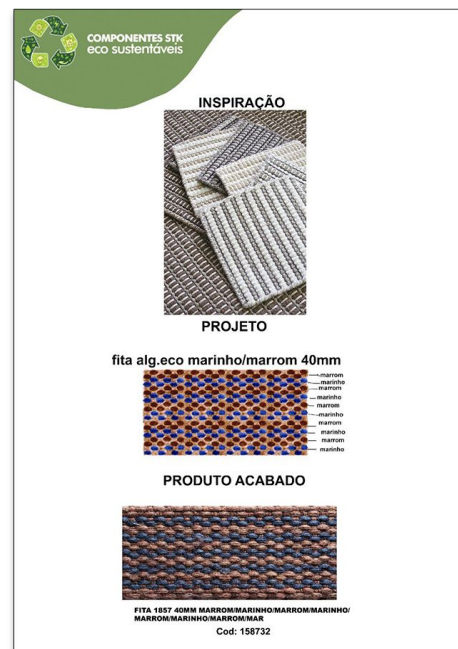 COMPONENTES STK
eco sustentáveis
INSPIRAÇÃO
PROJETO
fita alg.eco marinho/marrom 40mm
marrom
marinho
marrom
marinho
marrom
marinho
marrom
marinho
marrom
marinho
PRODUTO ACABADO
FITA 1857 40MM MARROM/MARINHO/MARROM/MARINHO/
MARROM/MARINHO/MARROM/MAR
Cod: 158732